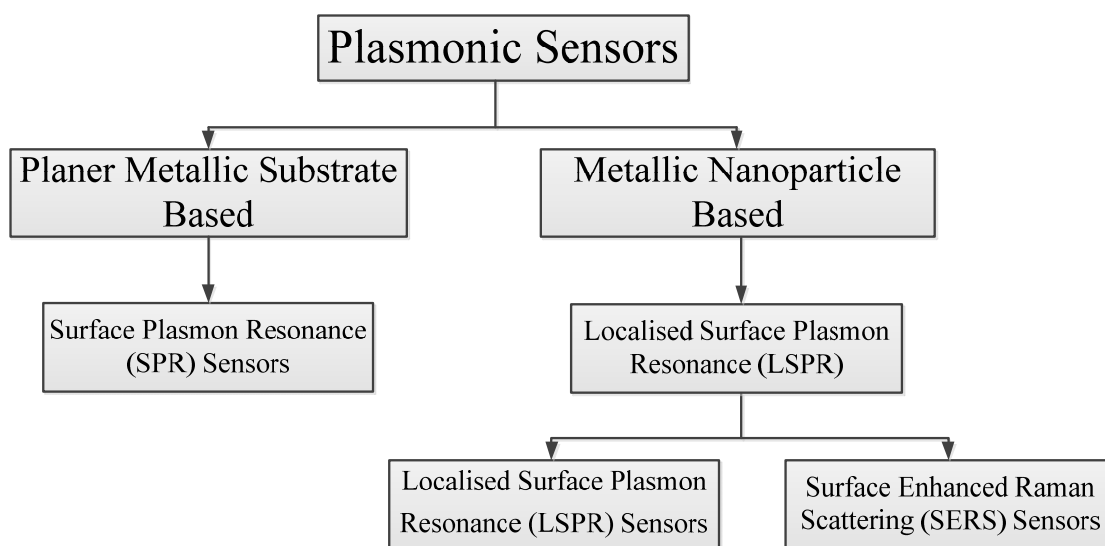 Plasmonic Sensors
Planer Metallic Substrate
Based
Metallic Nanoparticle
Based
Surface Plasmon Resonance
(SPR) Sensors
Localised Surface Plasmon
Resonance (LSPR)
Localised Surface Plasmon
Resonance (LSPR) Sensors
Surface Enhanced Raman
Scattering (SERS) Sensors